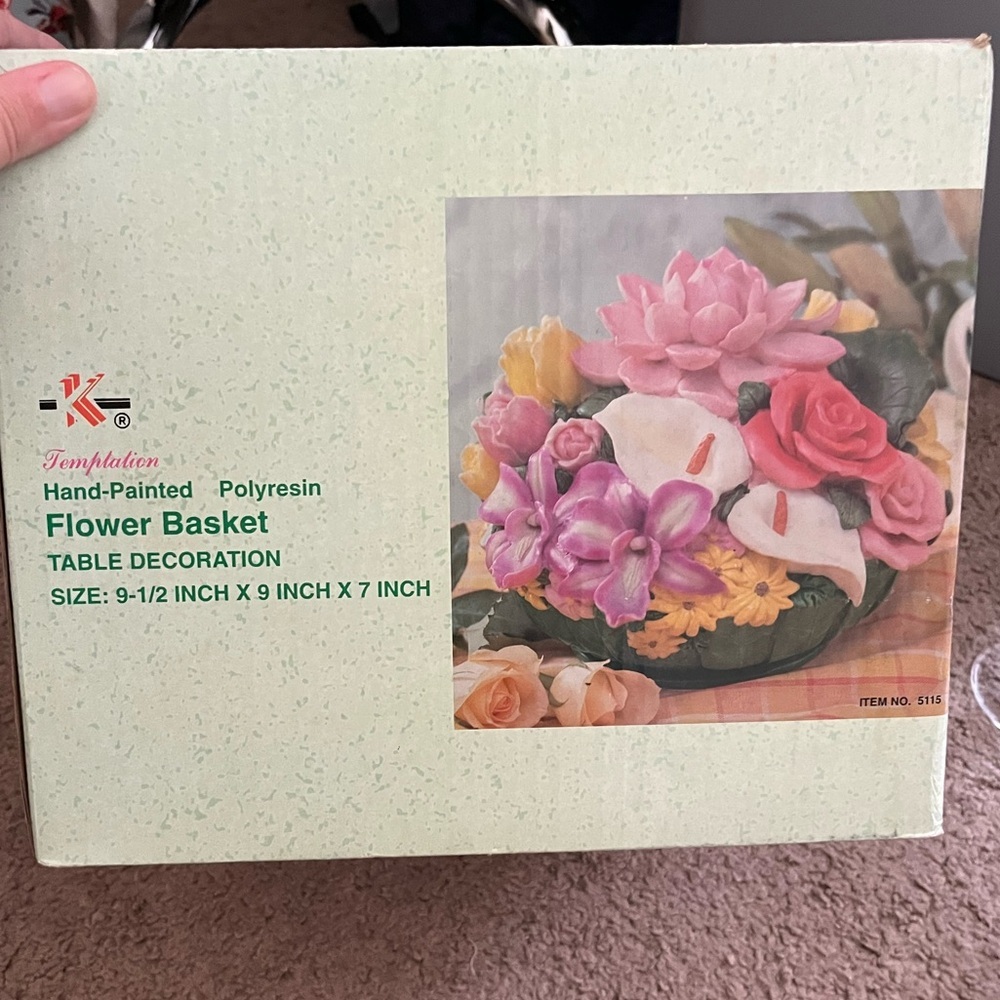 K®
Temptation
Hand-Painted Polyresin
Flower Basket
TABLE DECORATION
SIZE: 9-1/2 INCH X 9 INCH X 7 INCH
ITEM NO. 5115